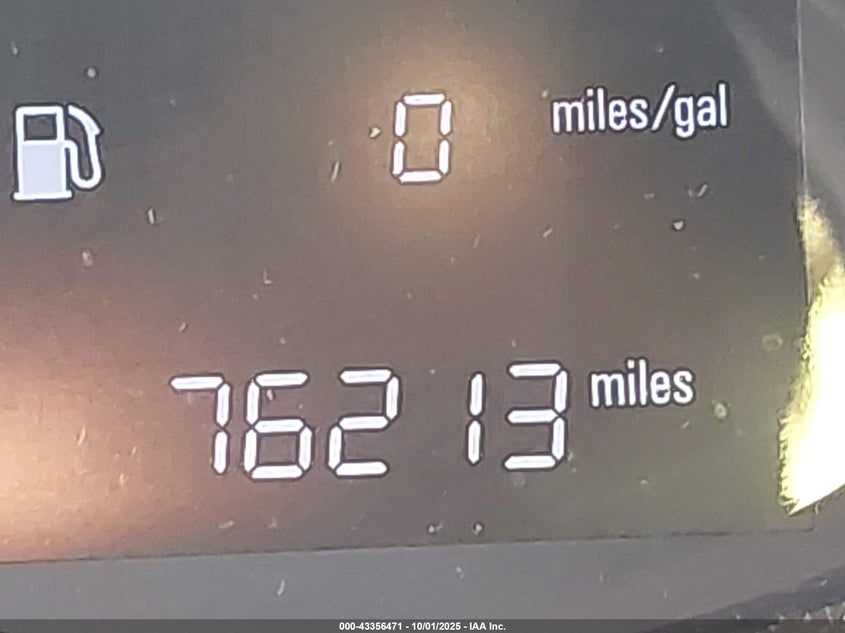 0 miles/gal
76213 miles
000-43356471 - 10/01/2025 - IAA Inc.